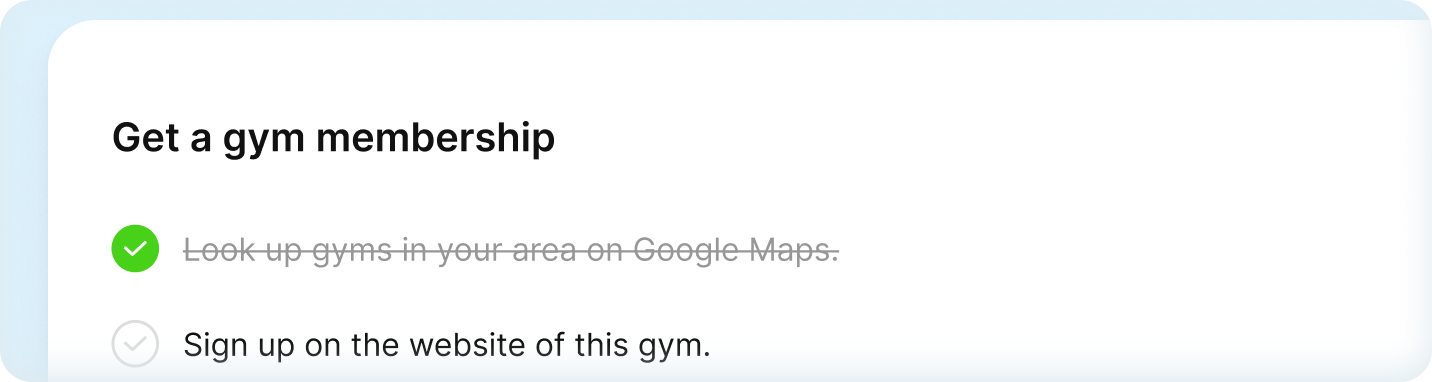 Get a gym membership
Look up gyms in your area on Google Maps.
Sign up on the website of this gym.